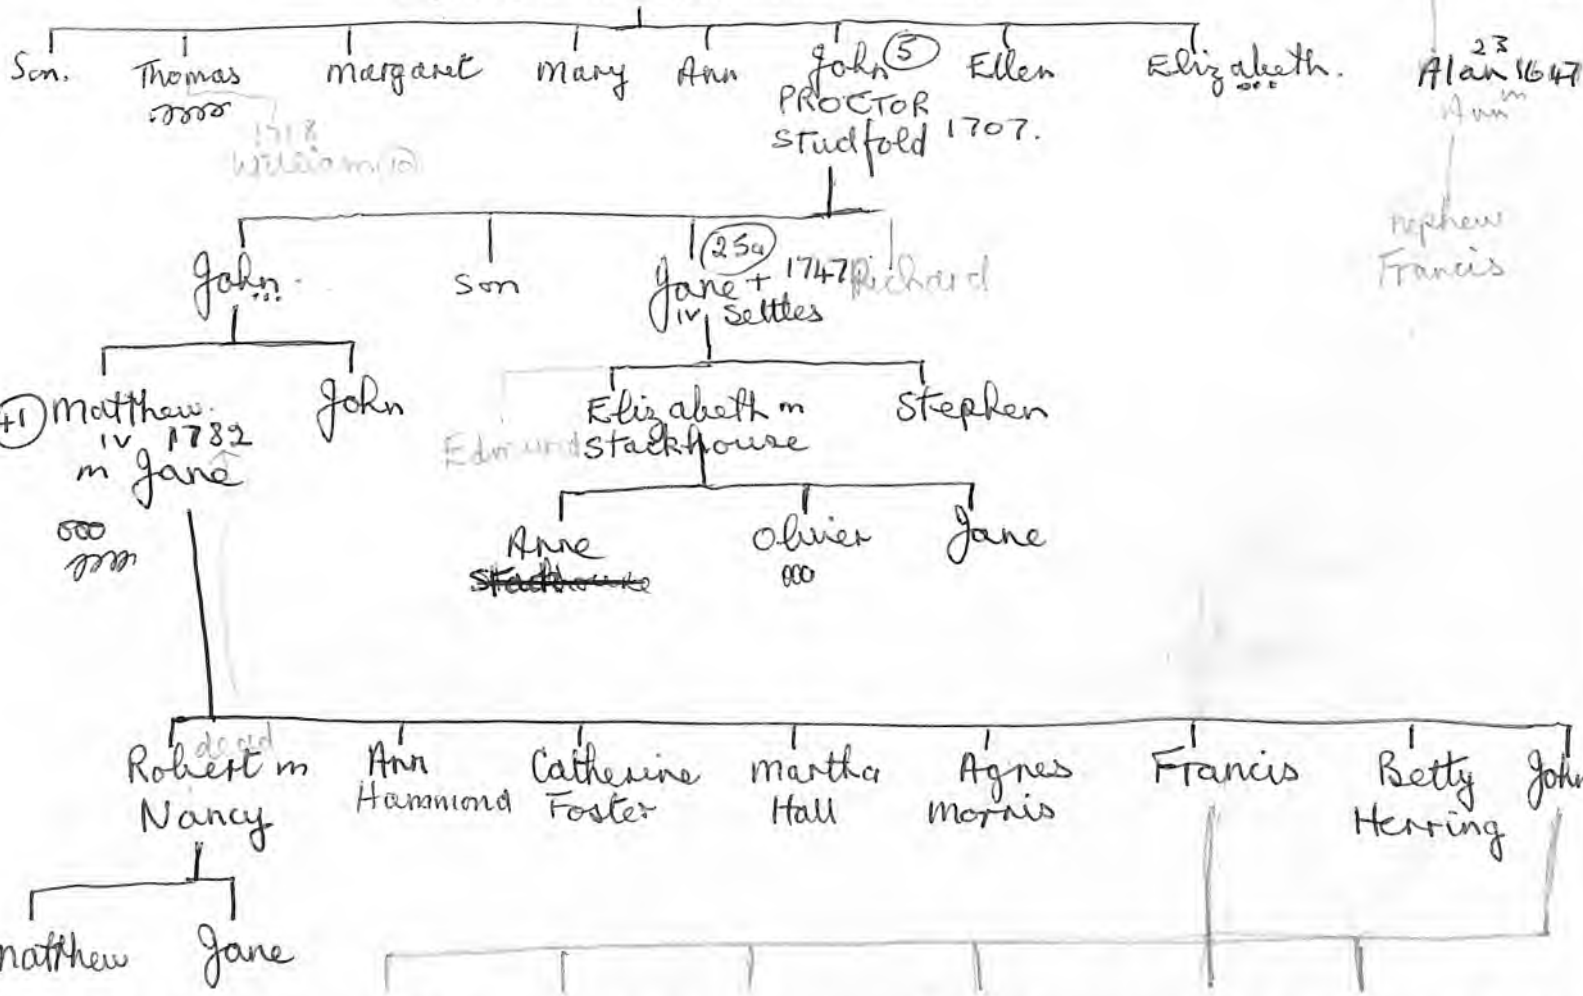 Son. Thomas Margaret Mary Ann John 5 Ellen Elizabeth. Alan 23 1647
PROCTOR Ann m
Studfold 1707.
1718
William
nephew
Francis
John. Son Jane + 1747 25a Richard
iv Settles
Matthew. John Elizabeth m Stephen
iv 1782 Edmund Stackhouse
m Jane
Anne Oliver Jane
Stackhouse
dead
Robert m Ann Catherine Martha Agnes Francis Betty John
Nancy Hammond Foster Hall Morris Herring
Matthew Jane